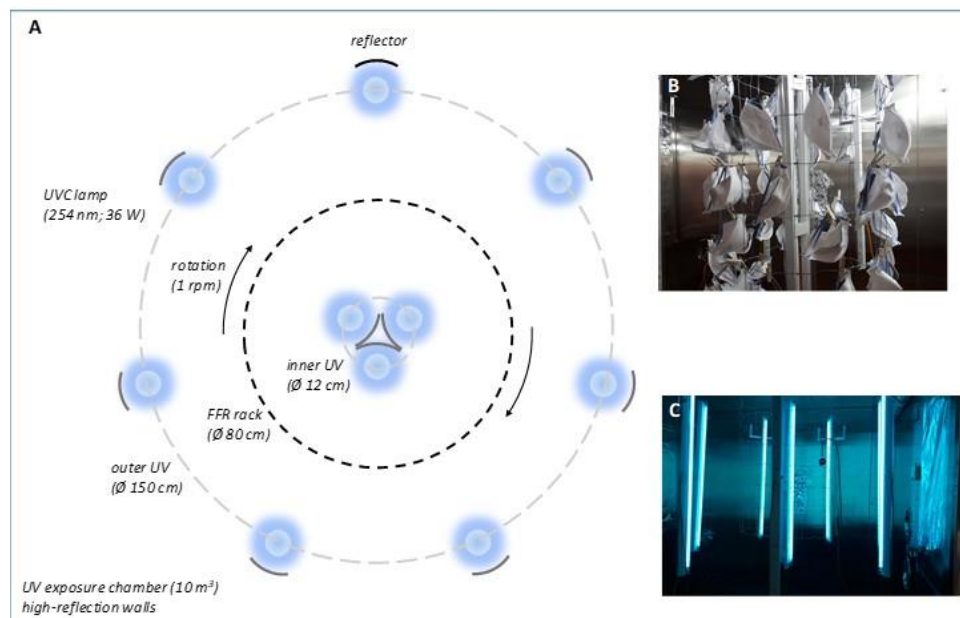 A
reflector
B
UVC lamp
(254 nm; 36 W)
rotation
(1 rpm)
inner UV
(Ø 12 cm)
FFR rack
(Ø 80 cm)
C
outer UV
(Ø 150 cm)
UV exposure chamber (10 m³)
high-reflection walls